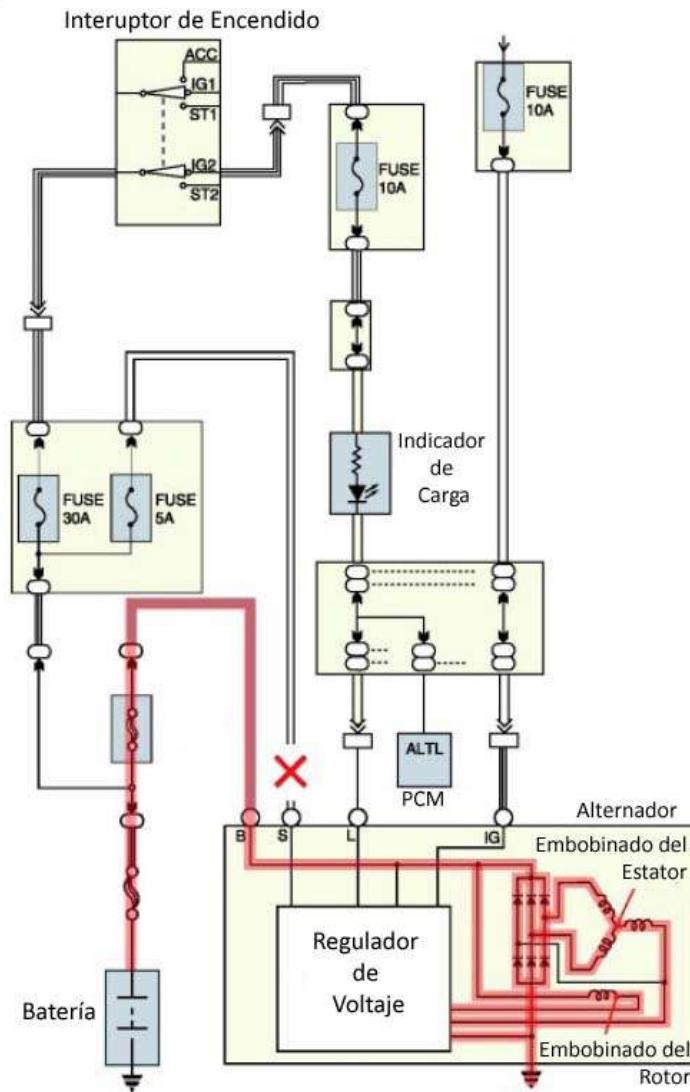 Interuptor de Encendido
ACC
IG1
ST1
IG2
ST2
FUSE
10A
FUSE
10A
FUSE
30A
FUSE
5A
Indicador
de
Carga
ALTL
PCM
Alternador
B
S
L
IG
Embobinado del
Estator
Regulador
de
Voltaje
Batería
Embobinado del
Rotor